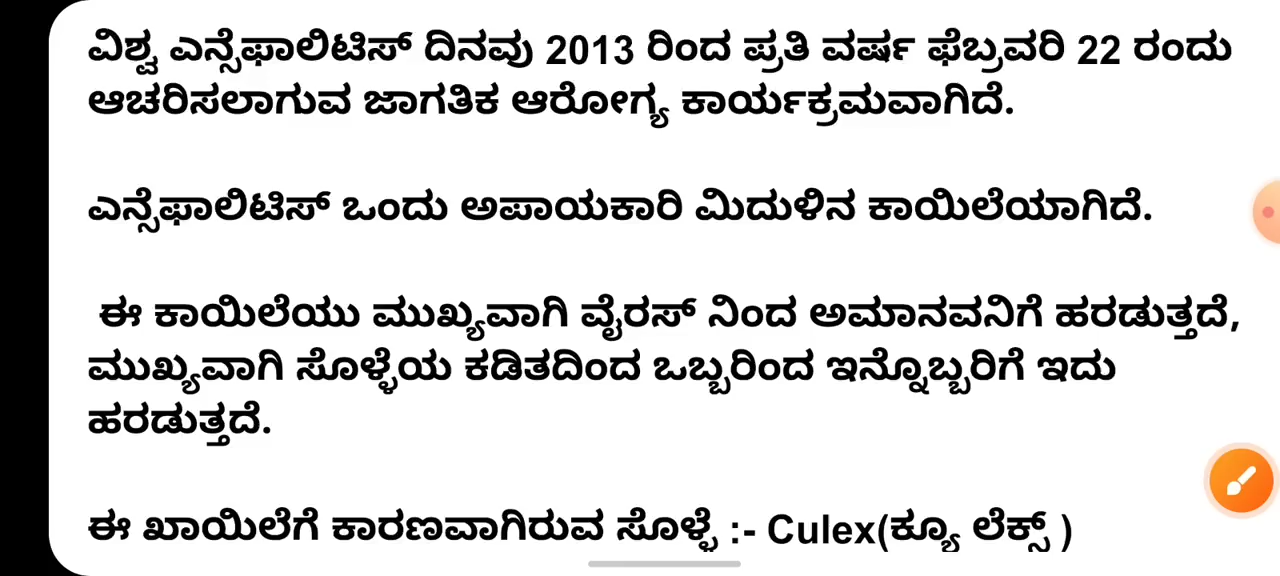 ವಿಶ್ವ ಎನ್ಸೆಫಾಲಿಟಿಸ್ ದಿನವು 2013 ರಿಂದ ಪ್ರತಿ ವರ್ಷ ಫೆಬ್ರವರಿ 22 ರಂದು
ಆಚರಿಸಲಾಗುವ ಜಾಗತಿಕ ಆರೋಗ್ಯ ಕಾರ್ಯಕ್ರಮವಾಗಿದೆ.
ಎನ್ಸೆಫಾಲಿಟಿಸ್ ಒಂದು ಅಪಾಯಕಾರಿ ಮಿದುಳಿನ ಕಾಯಿಲೆಯಾಗಿದೆ.
ಈ ಕಾಯಿಲೆಯು ಮುಖ್ಯವಾಗಿ ವೈರಸ್ ನಿಂದ ಅಮಾನವನಿಗೆ ಹರಡುತ್ತದೆ,
ಮುಖ್ಯವಾಗಿ ಸೊಳ್ಳೆಯ ಕಡಿತದಿಂದ ಒಬ್ಬರಿಂದ ಇನ್ನೊಬ್ಬರಿಗೆ ಇದು
ಹರಡುತ್ತದೆ.
ಈ ಖಾಯಿಲೆಗೆ ಕಾರಣವಾಗಿರುವ ಸೊಳ್ಳೆ :- Culex(ಕ್ಯೂ ಲೆಕ್ಸ್ )